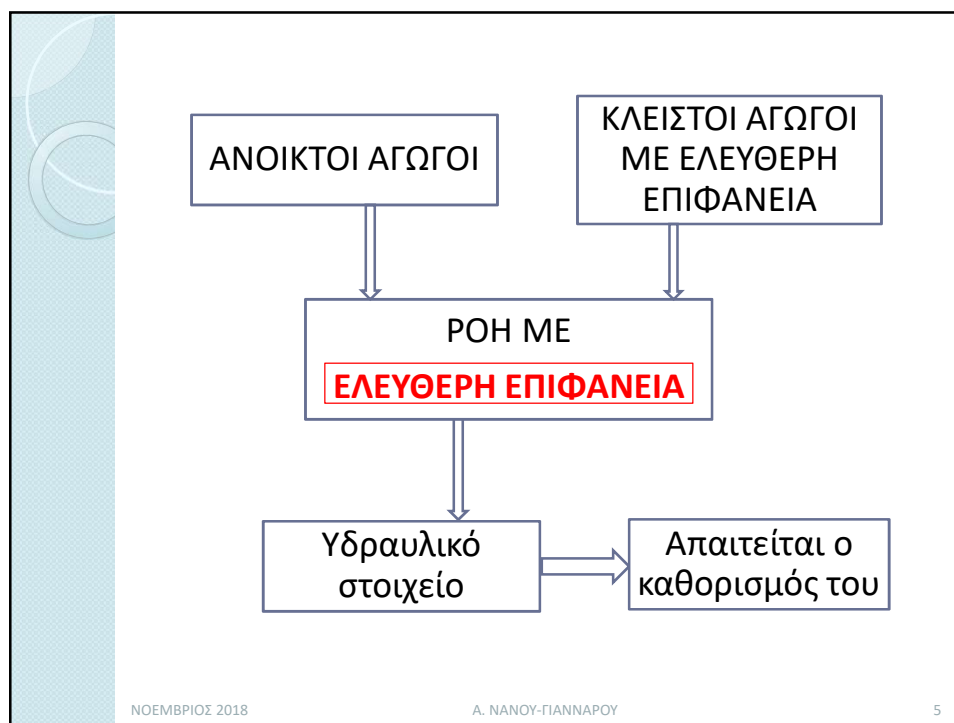 ΑΝΟΙΚΤΟΙ ΑΓΩΓΟΙ
ΚΛΕΙΣΤΟΙ ΑΓΩΓΟΙ
ΜΕ ΕΛΕΥΘΕΡΗ
ΕΠΙΦΑΝΕΙΑ
ΡΟΗ ΜΕ
ΕΛΕΥΘΕΡΗ ΕΠΙΦΑΝΕΙΑ
Υδραυλικό
στοιχείο
Απαιτείται ο
καθορισμός του
ΝΟΕΜΒΡΙΟΣ 2018
Α. ΝΑΝΟΥ-ΓΙΑΝΝΑΡΟΥ
5